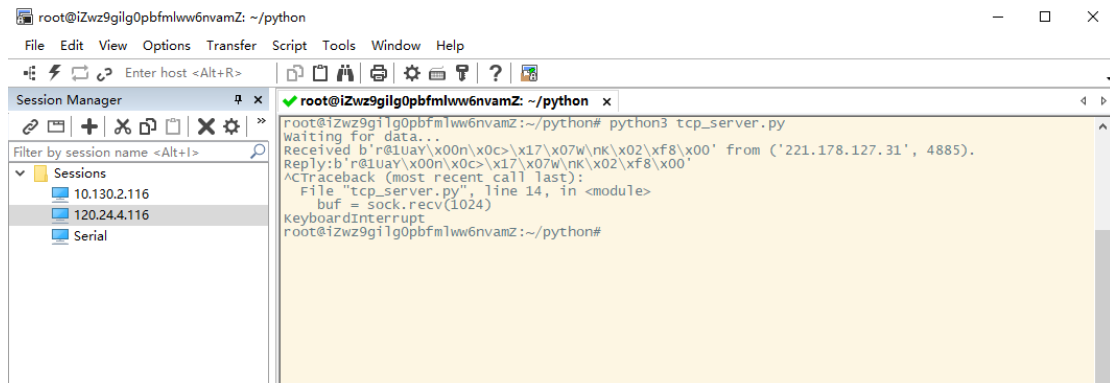 root@iZwz9gilg0pbfmlww6nvamZ: ~/python
File Edit View Options Transfer Script Tools Window Help
Enter host <Alt+R>
Session Manager
root@iZwz9gilg0pbfmlww6nvamZ: ~/python
Filter by session name <Alt+I>
Sessions
10.130.2.116
120.24.4.116
Serial
root@iZwz9gilg0pbfmlww6nvamZ:~/python# python3 tcp_server.py
Waiting for data...
Received b'r@1UaY\x00n\x0c>\x17\x07W\nK\x02\xf8\x00' from ('221.178.127.31', 4885).
Reply:b'r@1UaY\x00n\x0c>\x17\x07W\nK\x02\xf8\x00'
^CTraceback (most recent call last):
  File "tcp_server.py", line 14, in <module>
    buf = sock.recv(1024)
KeyboardInterrupt
root@iZwz9gilg0pbfmlww6nvamZ:~/python#